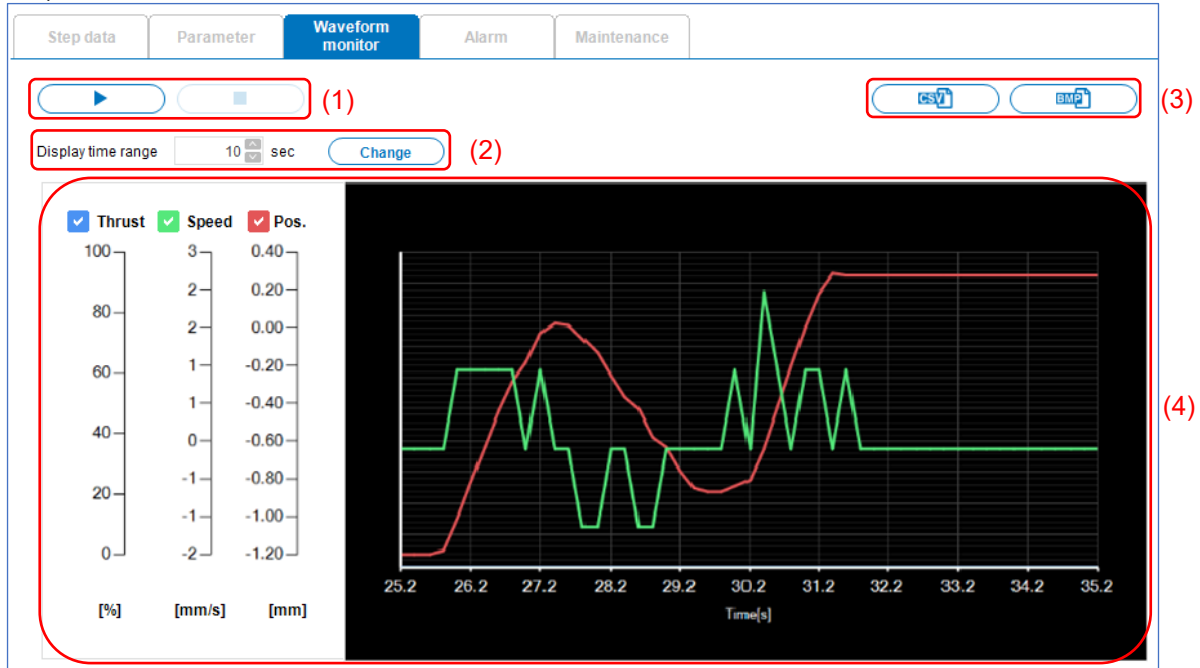 Step data Parameter Waveform monitor Alarm Maintenance
(1) CSV BMP (3)
Display time range 10 sec Change (2)
Thrust Speed Pos.
100 3 0.40
2 0.20
80
2 0.00
60 1 -0.20
1 -0.40
40 0 -0.60
-1 -0.80
20
-1 -1.00
0 -2 -1.20
[%] [mm/s] [mm]
25.2 26.2 27.2 28.2 29.2 30.2 31.2 32.2 33.2 34.2 35.2
Time[s]
(4)